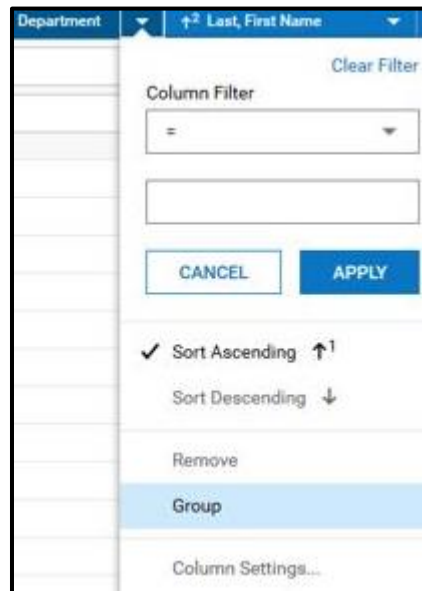 Department ↑2 Last, First Name
Clear Filter
Column Filter
=
CANCEL APPLY
✓ Sort Ascending ↑1
Sort Descending ↓
Remove
Group
Column Settings...